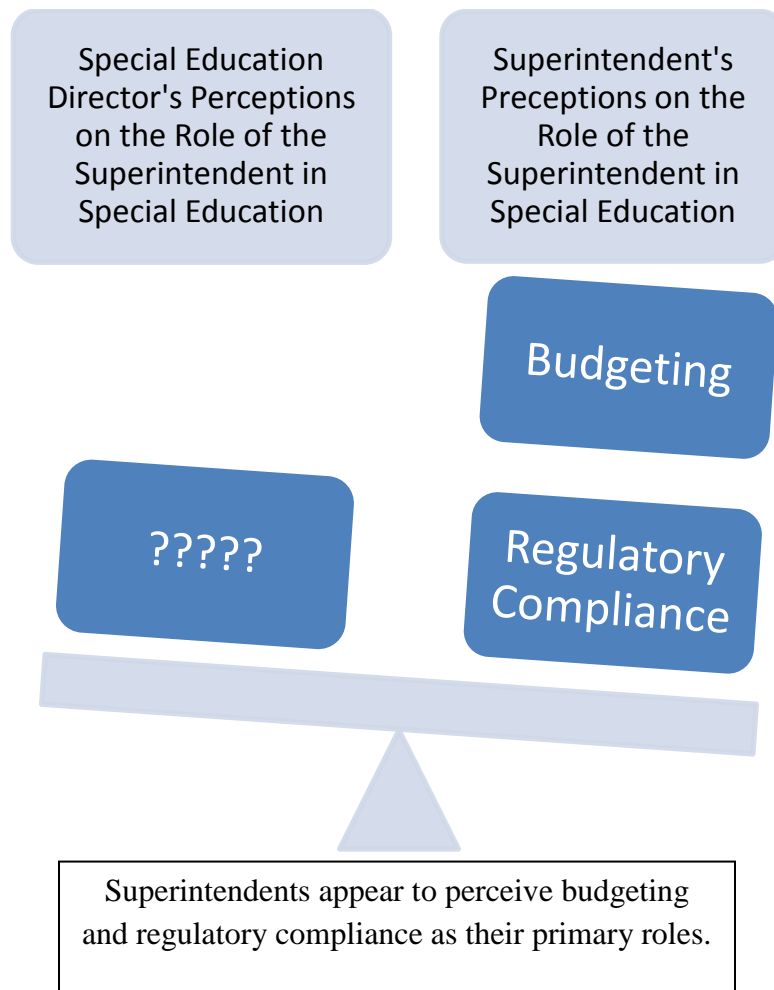 Special Education
Director's Perceptions
on the Role of the
Superintendent in
Special Education
Superintendent's
Preceptions on the
Role of the
Superintendent in
Special Education
Budgeting
?????
Regulatory
Compliance
Superintendents appear to perceive budgeting
and regulatory compliance as their primary roles.